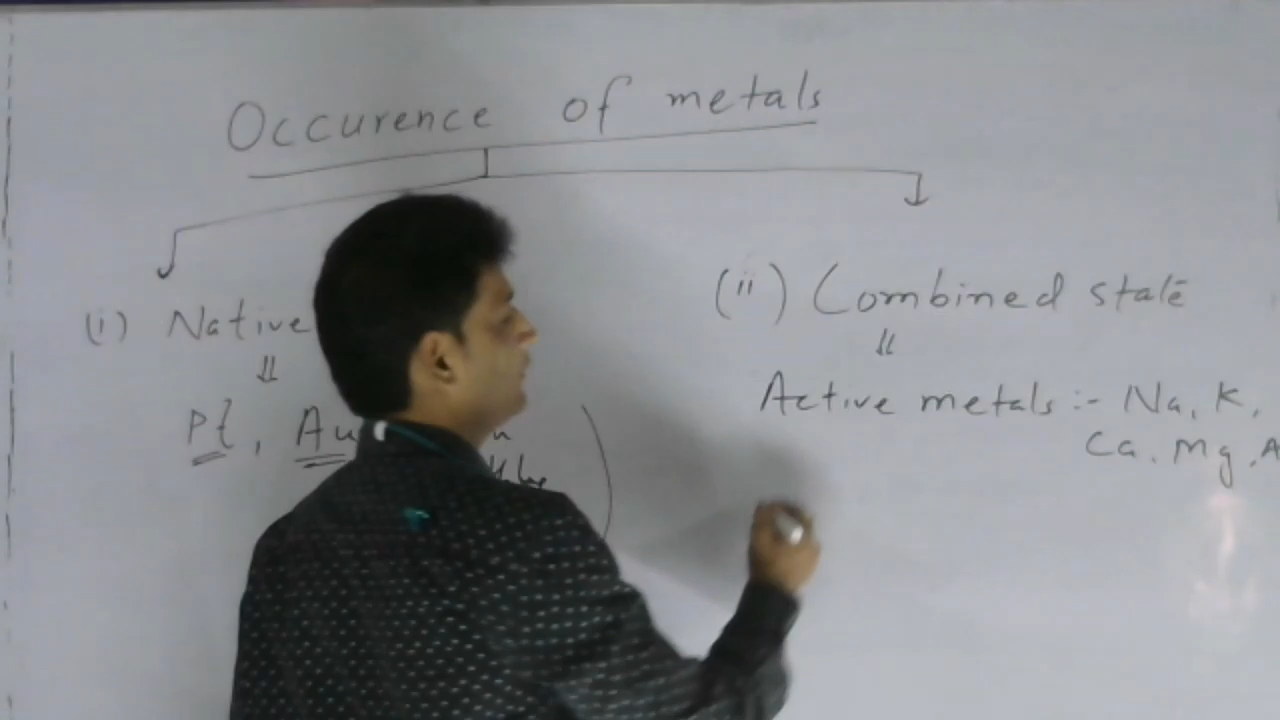 Occurence of metals
(i) Native
Pt, Au
(ii) Combined state
Active metals :- Na, K,
Ca, Mg, A